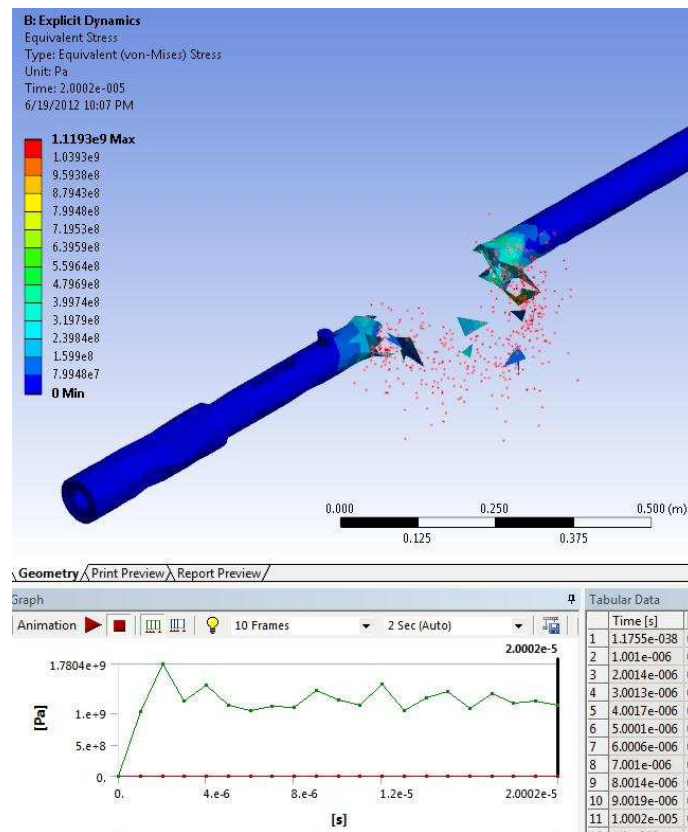 B: Explicit Dynamics
Equivalent Stress
Type: Equivalent (von-Mises) Stress
Unit: Pa
Time: 2.0002e-005
6/19/2012 10:07 PM
1.1193e9 Max
1.0393e9
9.5938e8
8.7943e8
7.9948e8
7.1953e8
6.3959e8
5.5964e8
4.7969e8
3.9974e8
3.1979e8
2.3984e8
1.599e8
7.9948e7
0 Min
0.000 0.250 0.500 (m)
0.125 0.375
Geometry Print Preview Report Preview
Graph
Animation 10 Frames 2 Sec (Auto)
2.0002e-5
1.7804e+9
1.e+9
5.e+8
0.
[Pa]
0. 4.e-6 8.e-6 1.2e-5 2.0002e-5
[s]
Tabular Data
Time [s]
1 1.1755e-038
2 1.001e-006
3 2.0014e-006
4 3.0013e-006
5 4.0017e-006
6 5.0001e-006
7 6.0006e-006
8 7.001e-006
9 8.0014e-006
10 9.0019e-006
11 1.0002e-005